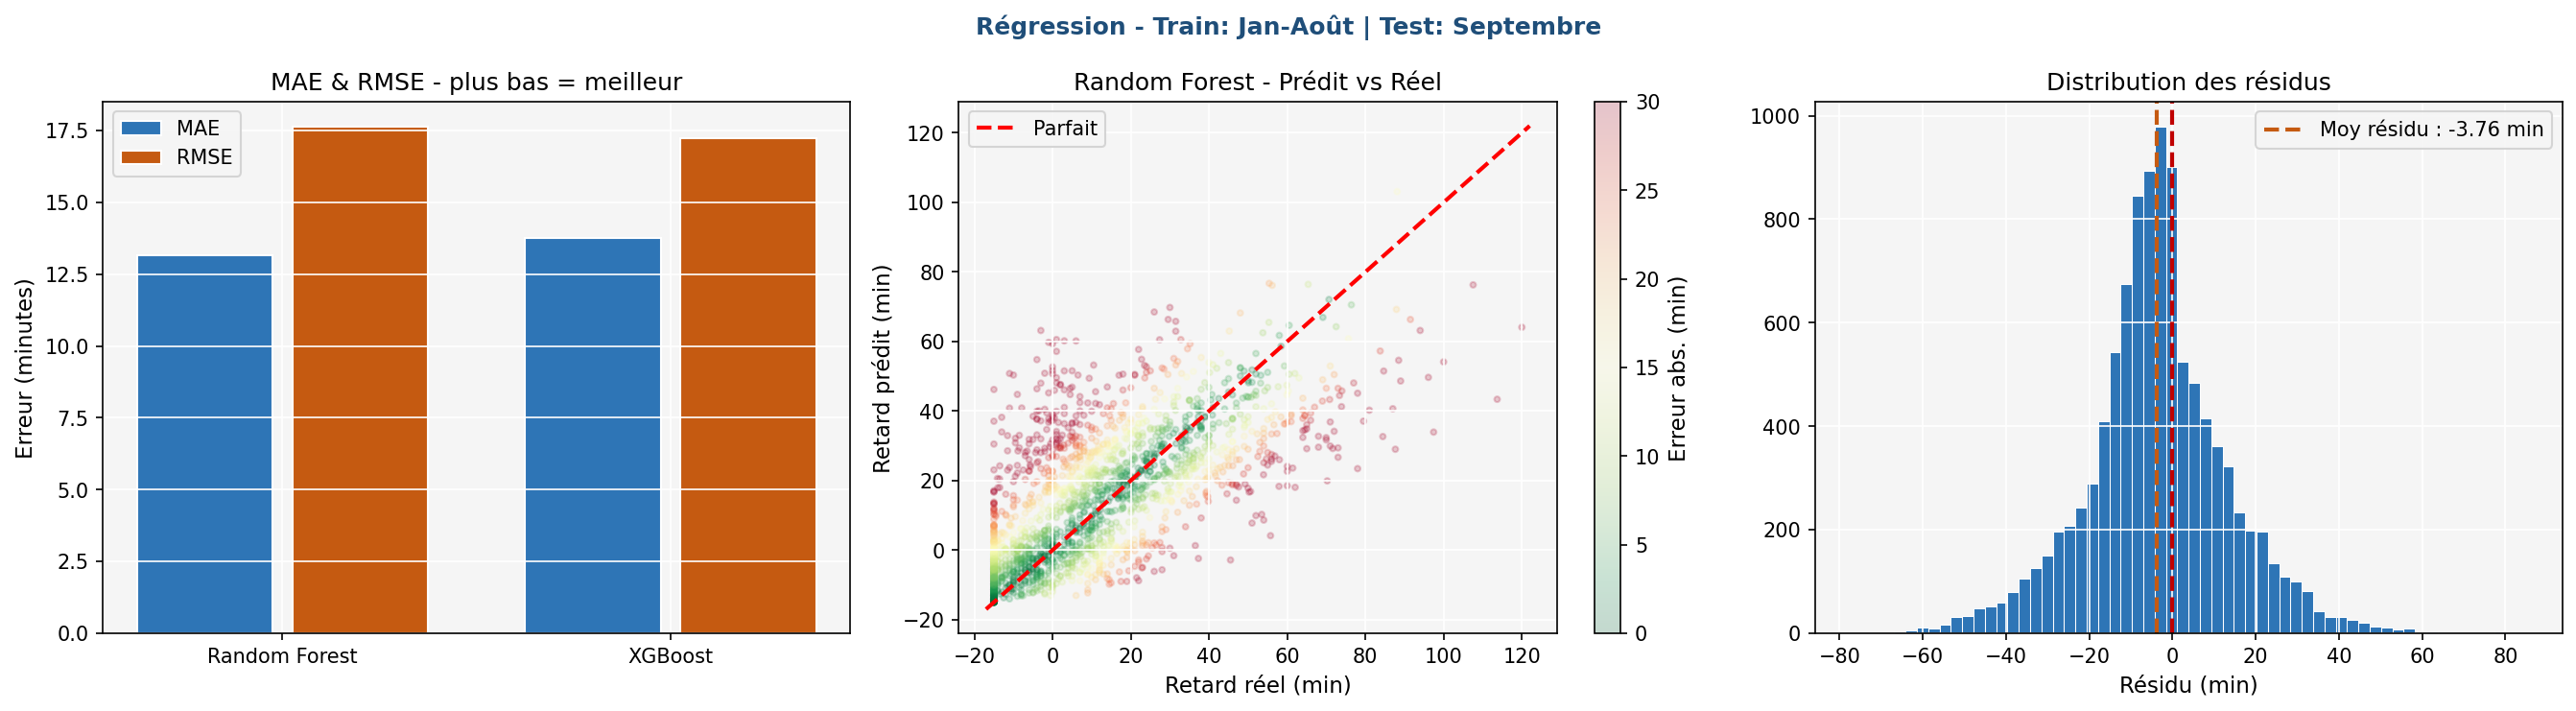 Régression - Train: Jan-Août | Test: Septembre
MAE & RMSE - plus bas = meilleur
MAE
RMSE
Erreur (minutes)
17.5
15.0
12.5
10.0
7.5
5.0
2.5
0.0
Random Forest XGBoost
Random Forest - Prédit vs Réel
Parfait
Retard prédit (min)
120
100
80
60
40
20
0
−20
−20 0 20 40 60 80 100 120
Retard réel (min)
30
25
20
15
10
5
0
Erreur abs. (min)
Distribution des résidus
Moy résidu : -3.76 min
1000
800
600
400
200
0
−80 −60 −40 −20 0 20 40 60 80
Résidu (min)